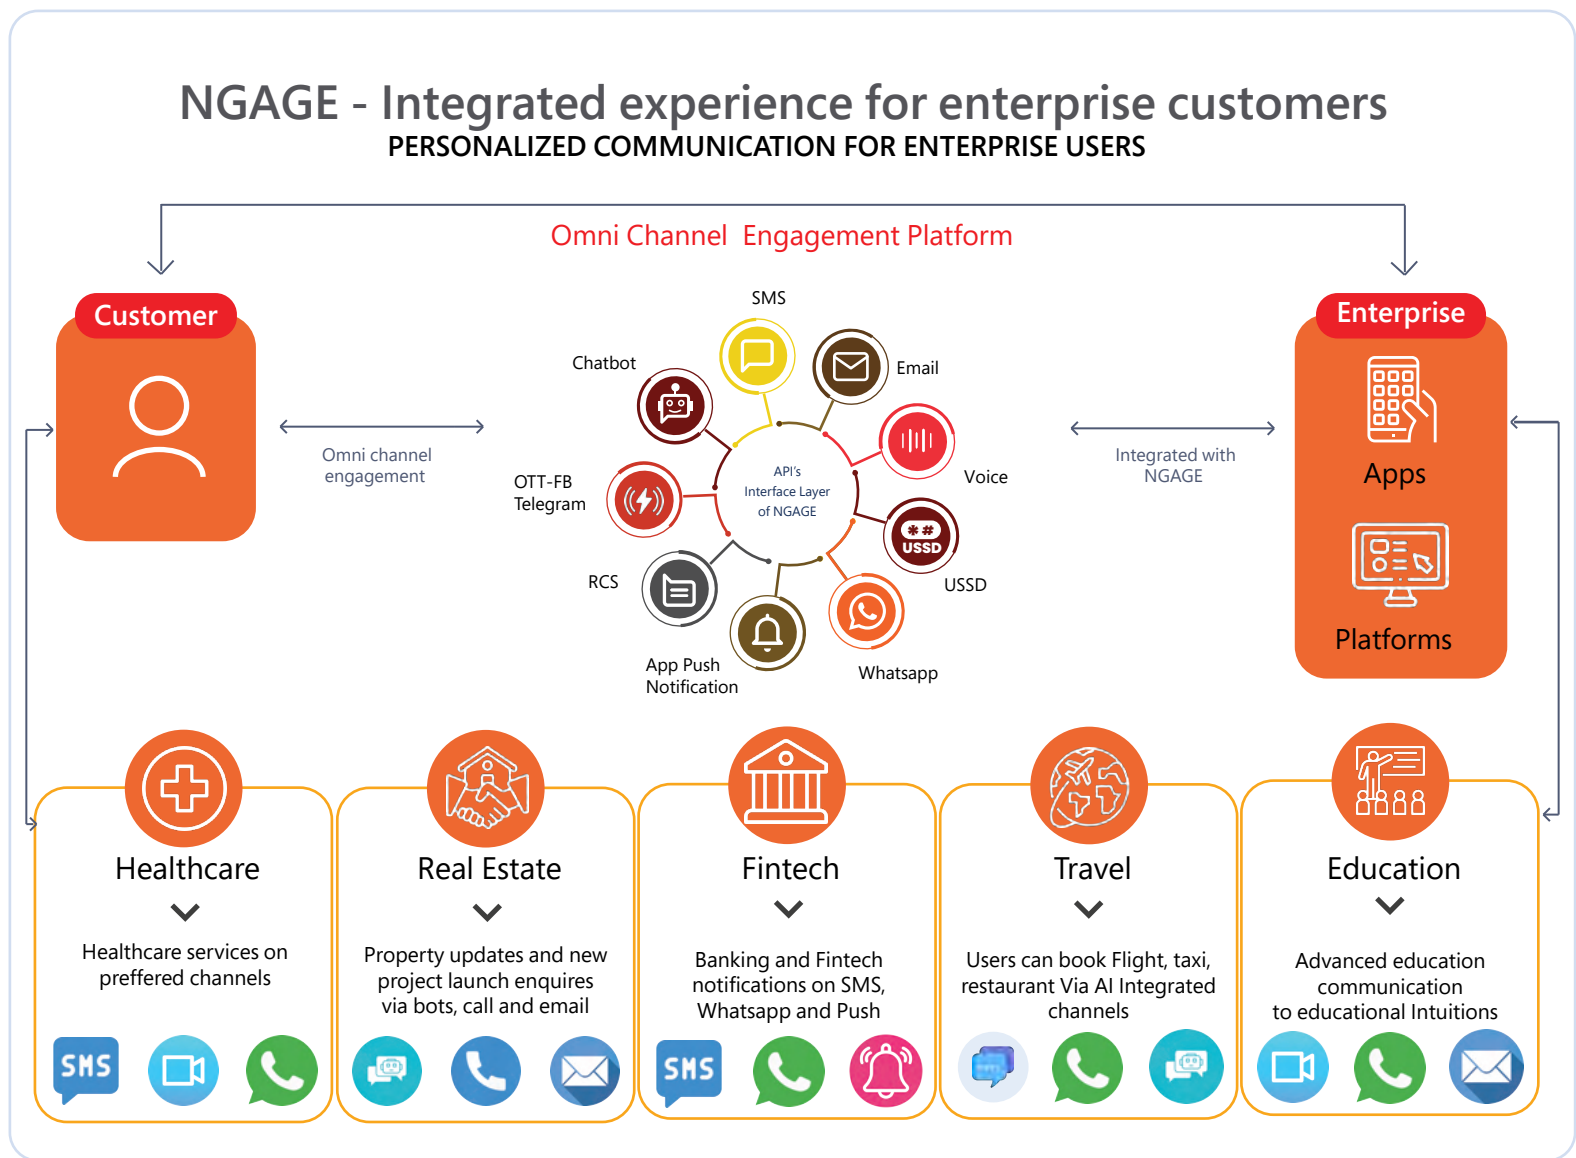 NGAGE - Integrated experience for enterprise customers
PERSONALIZED COMMUNICATION FOR ENTERPRISE USERS
Omni Channel Engagement Platform
Customer
Omni channel
engagement
SMS
Email
Chatbot
Voice
OTT-FB
Telegram
API's
Interface Layer
of NGAGE
*#
USSD
USSD
RCS
App Push
Notification
Whatsapp
Integrated with
NGAGE
Enterprise
Apps
Platforms
Healthcare
Healthcare services on
preffered channels
SMS
Real Estate
Property updates and new
project launch enquires
via bots, call and email
Fintech
Banking and Fintech
notifications on SMS,
Whatsapp and Push
SMS
Travel
Users can book Flight, taxi,
restaurant Via AI Integrated
channels
Education
Advanced education
communication
to educational Intuitions